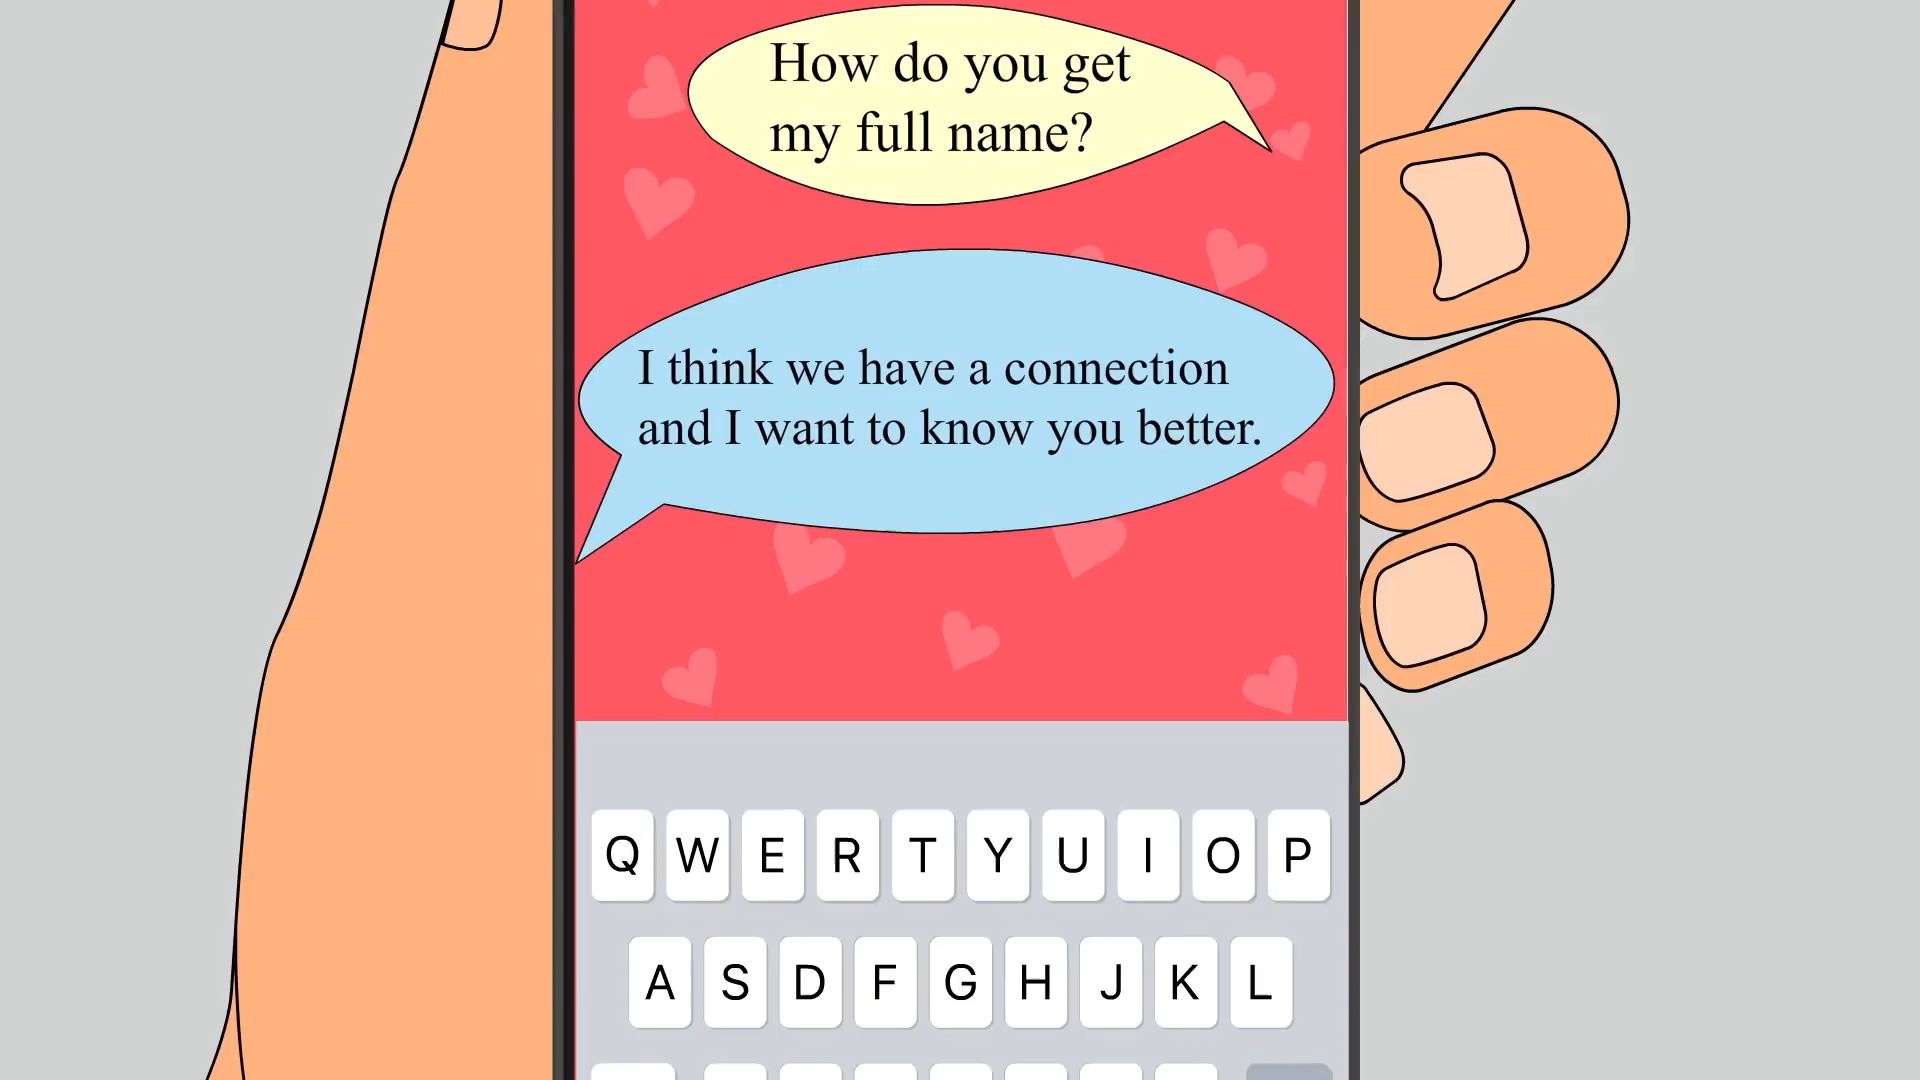 How do you get
my full name?
I think we have a connection
and I want to know you better.
Q W E R T Y U I O P
A S D F G H J K L